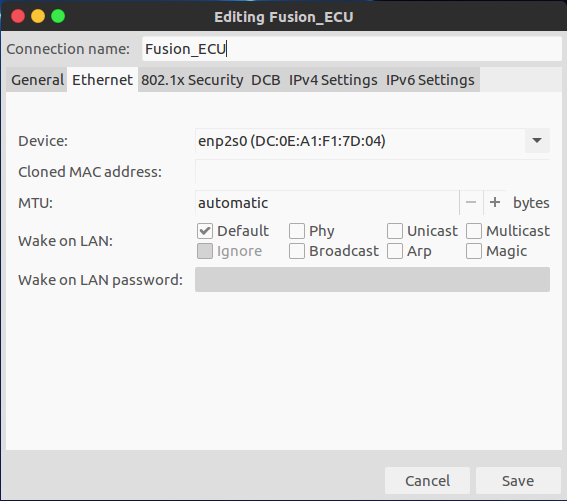 Editing Fusion_ECU
Connection name: Fusion_ECU
General Ethernet 802.1x Security DCB IPv4 Settings IPv6 Settings
Device: enp2s0 (DC:0E:A1:F1:7D:04)
Cloned MAC address:
MTU: automatic − + bytes
Wake on LAN: Default Phy Unicast Multicast
Ignore Broadcast Arp Magic
Wake on LAN password:
Cancel Save